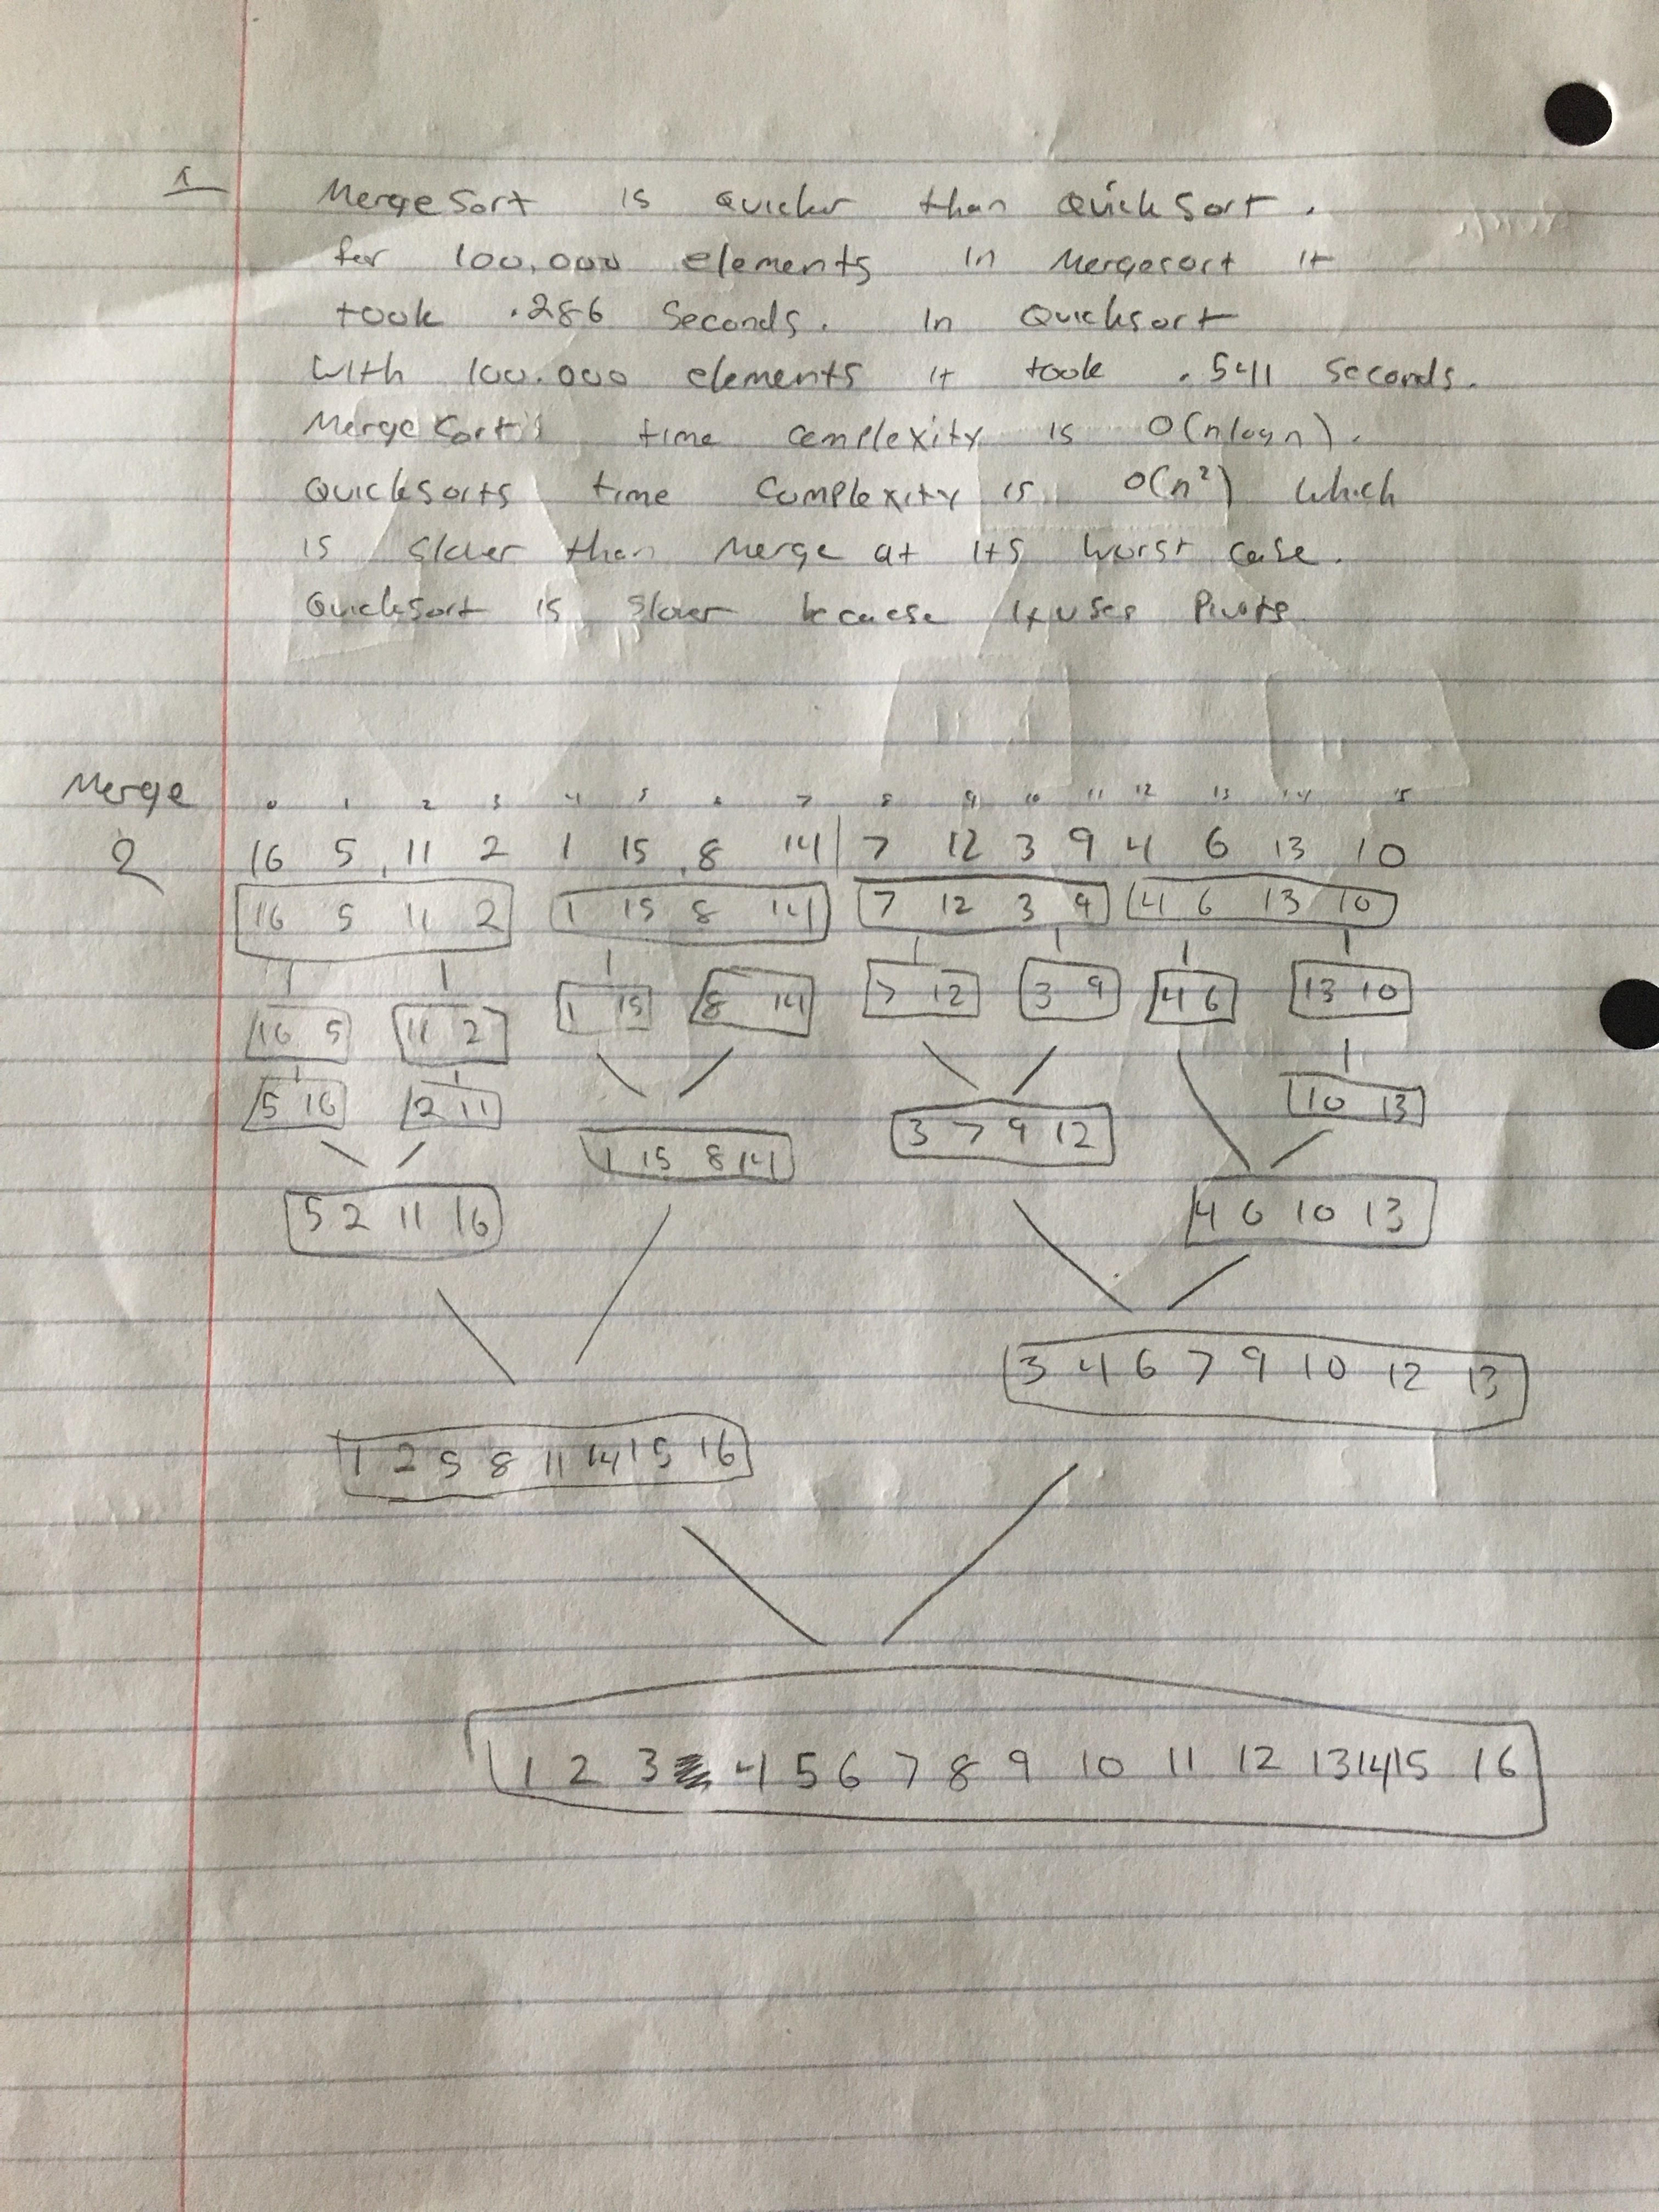 1 MergeSort is Quicker than QuickSort.
for 100,000 elements in Mergesort it
took .286 Seconds. In Quicksort
with 100.000 elements it took .541 seconds.
MergeSort's time complexity is O(nlogn).
Quicksorts time complexity is O(n²) which
is slower than Merge at its worst case.
Quicksort is slower because it uses Pivots
Merge 0 1 2 3 4 5 6 7 8 9 10 11 12 13 14 15
2 16 5 11 2 1 15 8 14 | 7 12 3 9 4 6 13 10
16 5 11 2 1 15 8 14 7 12 3 9 4 6 13 10
16 5 11 2 1 15 8 14 7 12 3 9 4 6 13 10
5 16 2 11 10 13
1 15 8 14 3 7 9 12
5 2 11 16 4 6 10 13
3 4 6 7 9 10 12 13
1 2 5 8 11 14 15 16
1 2 3 4 5 6 7 8 9 10 11 12 13 14 15 16